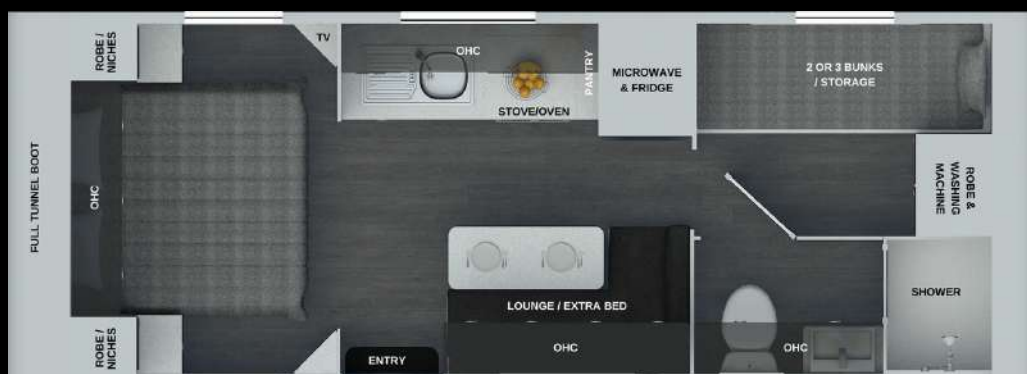 FULL TUNNEL BOOT
ROBE /
NICHES
OHC
ROBE /
NICHES
TV
OHC
STOVE/OVEN
PANTRY
MICROWAVE
& FRIDGE
2 OR 3 BUNKS
/ STORAGE
ROBE &
WASHING
MACHINE
LOUNGE / EXTRA BED
OHC
ENTRY
OHC
SHOWER